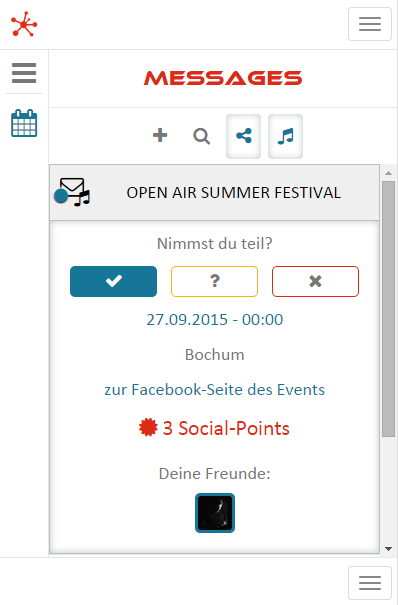 MESSAGES
OPEN AIR SUMMER FESTIVAL
Nimmst du teil?
?
27.09.2015 - 00:00
Bochum
zur Facebook-Seite des Events
3 Social-Points
Deine Freunde: